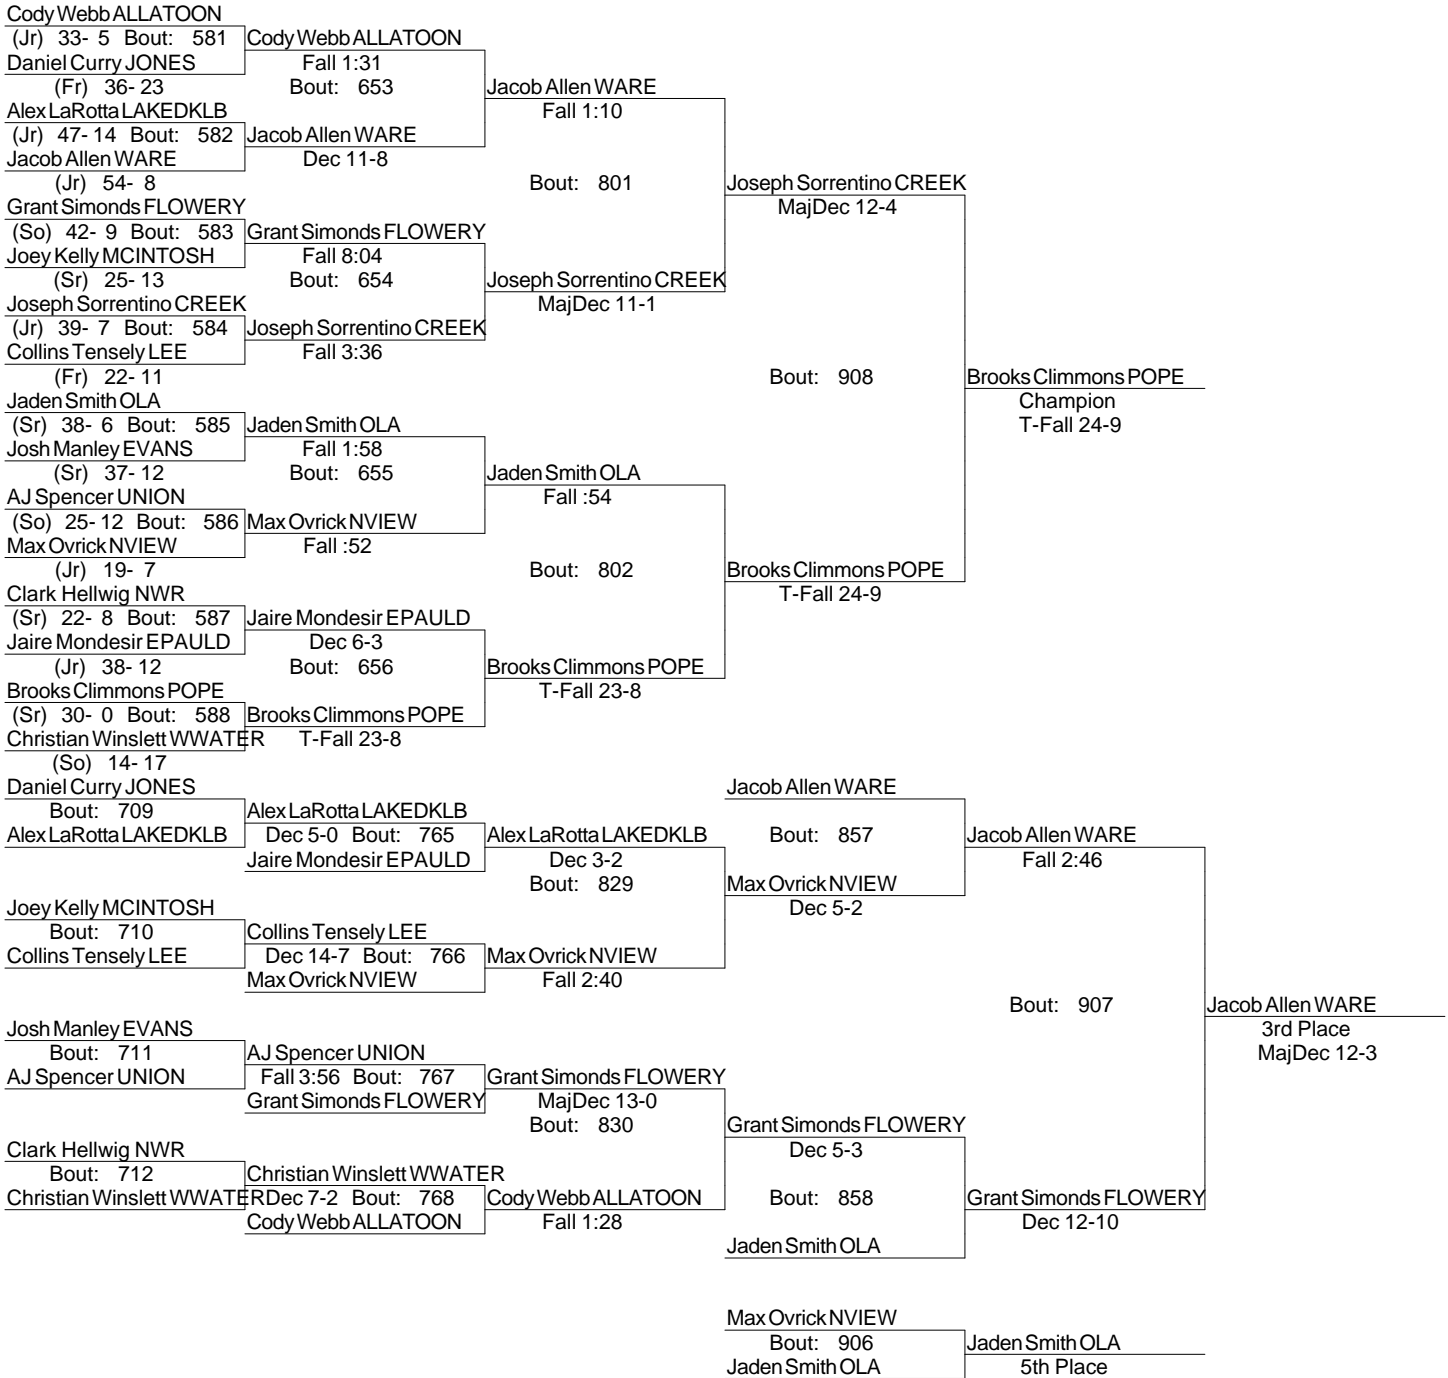 Cody Webb ALLATOON
(Jr) 33- 5 Bout: 581 Cody Webb ALLATOON
Daniel Curry JONES Fall 1:31
(Fr) 36- 23 Bout: 653 Jacob Allen WARE
Alex LaRotta LAKEDKLB Fall 1:10
(Jr) 47- 14 Bout: 582 Jacob Allen WARE
Jacob Allen WARE Dec 11-8
(Jr) 54- 8 Bout: 801 Joseph Sorrentino CREEK
Grant Simonds FLOWERY MajDec 12-4
(So) 42- 9 Bout: 583 Grant Simonds FLOWERY
Joey Kelly MCINTOSH Fall 8:04
(Sr) 25- 13 Bout: 654 Joseph Sorrentino CREEK
Joseph Sorrentino CREEK MajDec 11-1
(Jr) 39- 7 Bout: 584 Joseph Sorrentino CREEK
Collins Tensely LEE Fall 3:36
(Fr) 22- 11 Bout: 908 Brooks Climmons POPE
Jaden Smith OLA Champion
(Sr) 38- 6 Bout: 585 Jaden Smith OLA T-Fall 24-9
Josh Manley EVANS Fall 1:58
(Sr) 37- 12 Bout: 655 Jaden Smith OLA
AJ Spencer UNION Fall :54
(So) 25- 12 Bout: 586 Max Ovrick NVIEW
Max Ovrick NVIEW Fall :52
(Jr) 19- 7 Bout: 802 Brooks Climmons POPE
Clark Hellwig NWR T-Fall 24-9
(Sr) 22- 8 Bout: 587 Jaire Mondesir EPAULD
Jaire Mondesir EPAULD Dec 6-3
(Jr) 38- 12 Bout: 656 Brooks Climmons POPE
Brooks Climmons POPE T-Fall 23-8
(Sr) 30- 0 Bout: 588 Brooks Climmons POPE
Christian Winslett WWATER T-Fall 23-8
(So) 14- 17
Daniel Curry JONES Jacob Allen WARE
Bout: 709 Alex LaRotta LAKEDKLB
Alex LaRotta LAKEDKLB Dec 5-0 Bout: 765 Alex LaRotta LAKEDKLB Bout: 857 Jacob Allen WARE
Jaire Mondesir EPAULD Dec 3-2 Fall 2:46
Bout: 829 Max Ovrick NVIEW
Joey Kelly MCINTOSH Dec 5-2
Bout: 710 Collins Tensely LEE
Collins Tensely LEE Dec 14-7 Bout: 766 Max Ovrick NVIEW
Max Ovrick NVIEW Fall 2:40
Bout: 907 Jacob Allen WARE
Josh Manley EVANS 3rd Place
Bout: 711 AJ Spencer UNION MajDec 12-3
AJ Spencer UNION Fall 3:56 Bout: 767 Grant Simonds FLOWERY
Grant Simonds FLOWERY MajDec 13-0
Bout: 830 Grant Simonds FLOWERY
Clark Hellwig NWR Dec 5-3
Bout: 712 Christian Winslett WWATER
Christian Winslett WWATER Dec 7-2 Bout: 768 Cody Webb ALLATOON Bout: 858 Grant Simonds FLOWERY
Cody Webb ALLATOON Fall 1:28 Dec 12-10
Jaden Smith OLA
Max Ovrick NVIEW
Bout: 906 Jaden Smith OLA
Jaden Smith OLA 5th Place